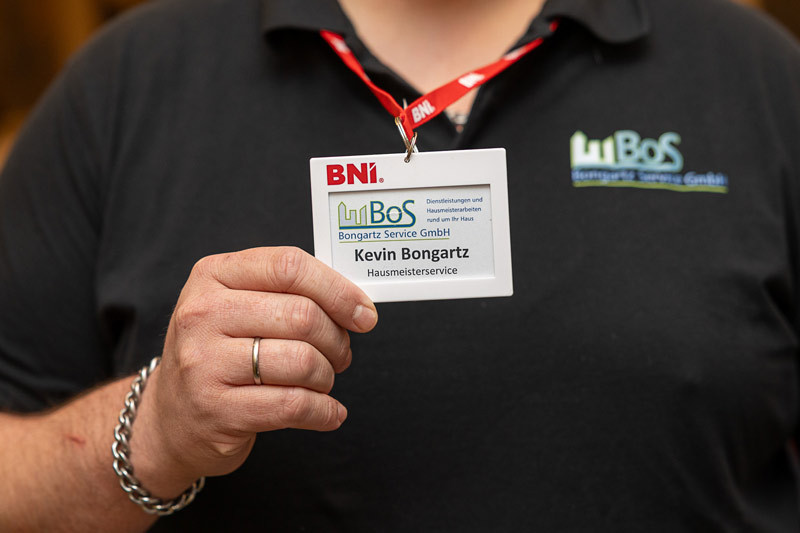 BNI
BNI®
BoS
Bongartz Service GmbH
Dienstleistungen und
Hausmeisterarbeiten
rund um Ihr Haus
Kevin Bongartz
Hausmeisterservice
BoS
Bongartz Service GmbH